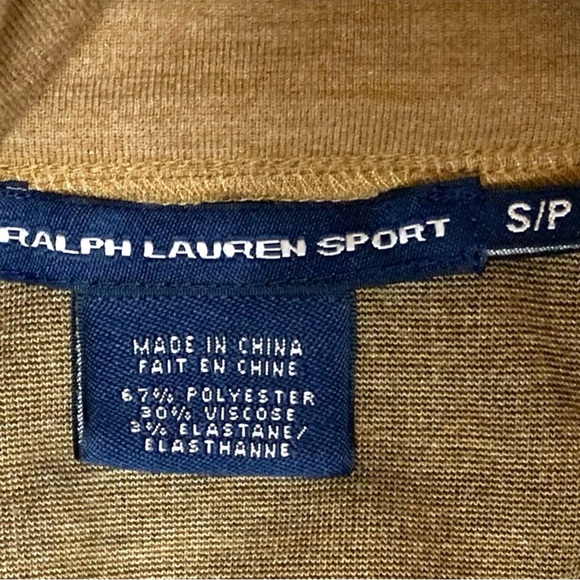 RALPH LAUREN SPORT
S/P
MADE IN CHINA
FAIT EN CHINE
67% POLYESTER
30% VISCOSE
3% ELASTANE/
ELASTHANNE